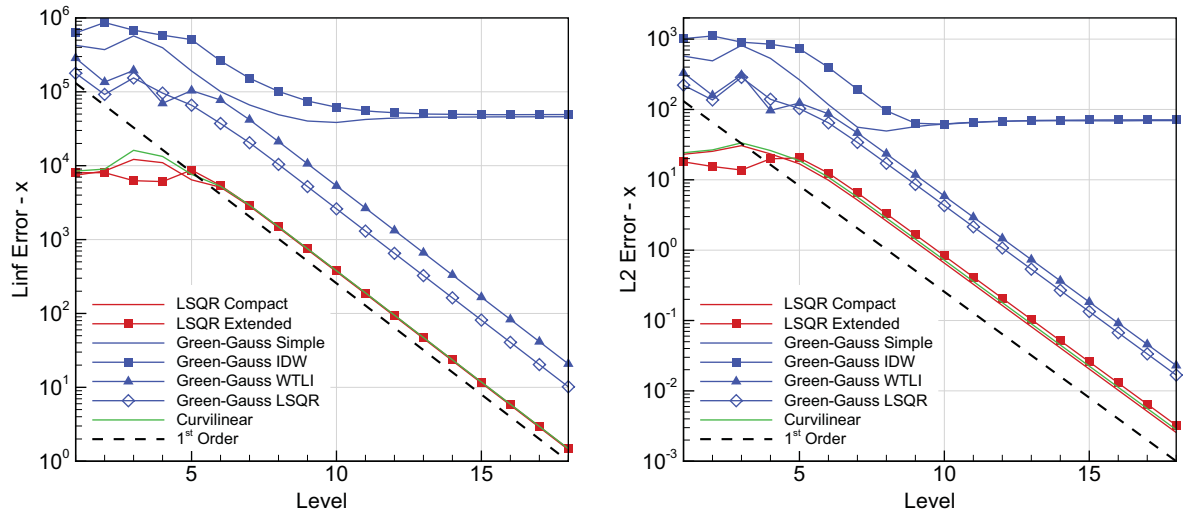 10^6
10^5
10^4
10^3
10^2
10^1
10^0
Linf Error - x
LSQR Compact
LSQR Extended
Green-Gauss Simple
Green-Gauss IDW
Green-Gauss WTLI
Green-Gauss LSQR
Curvilinear
1^st Order
5
10
15
Level
10^3
10^2
10^1
10^0
10^-1
10^-2
10^-3
L2 Error - x
LSQR Compact
LSQR Extended
Green-Gauss Simple
Green-Gauss IDW
Green-Gauss WTLI
Green-Gauss LSQR
Curvilinear
1^st Order
5
10
15
Level